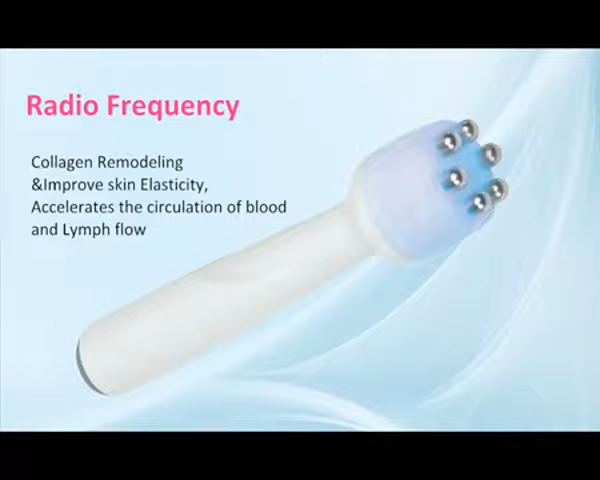 Radio Frequency
Collagen Remodeling
&Improve skin Elasticity,
Accelerates the circulation of blood
and Lymph flow